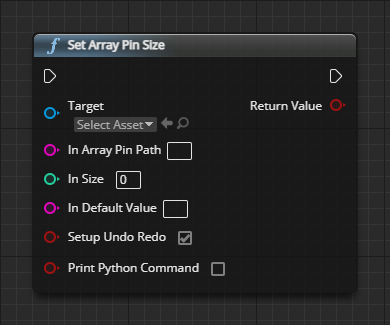 f Set Array Pin Size
Target
Return Value
Select Asset
In Array Pin Path
In Size 0
In Default Value
Setup Undo Redo
Print Python Command